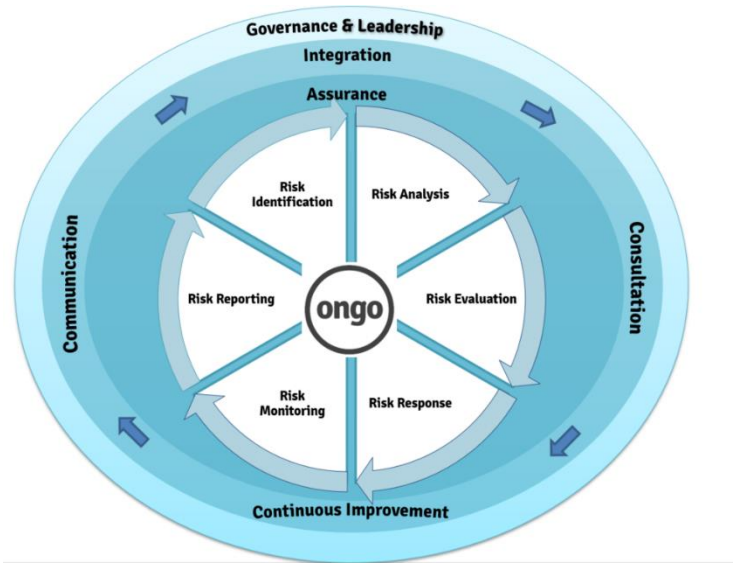 Governance & Leadership
Integration
Assurance
Risk
Identification
Risk Analysis
Communication
Consultation
Risk Reporting
ongo
Risk Evaluation
Risk
Monitoring
Risk Response
Continuous Improvement